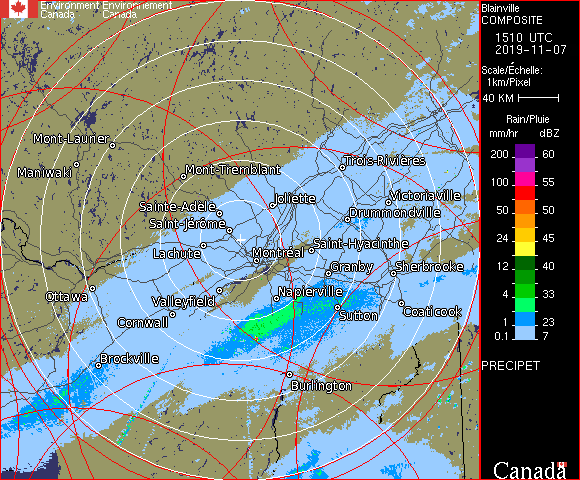 Environment Environnement
Canada Canada
Blainville
COMPOSITE
1510 UTC
2019-11-07
Scale/Échelle:
1km/Pixel
40 KM
Rain/Pluie
mm/hr dBZ
200 60
100 55
50 50
24 45
12 40
4 33
1 23
0.1 7
PRECIPET
Mont-Laurier
Maniwaki
Mont-Tremblant
Trois-Rivières
Joliette
Victoriaville
Sainte-Adele
Drummondville
Saint-Jérôme
Lachute
Montréal
Saint-Hyacinthe
Granby
Sherbrooke
Ottawa
Valleyfield
Napierville
Cornwall
Sutton
Coaticook
Brockville
Burlington
Canada